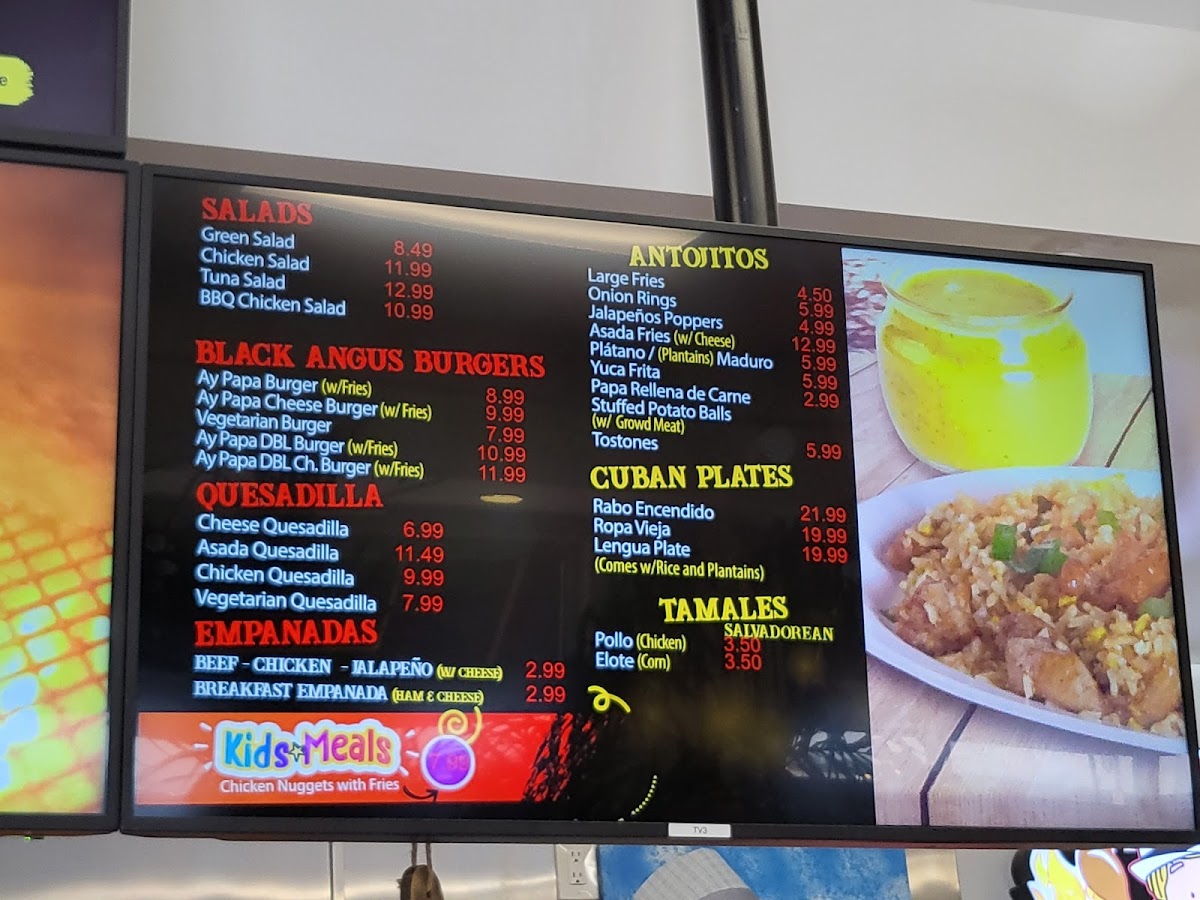 e
SALADS
Green Salad 8.49
Chicken Salad 11.99
Tuna Salad 12.99
BBQ Chicken Salad 10.99
BLACK ANGUS BURGERS
Ay Papa Burger (w/Fries) 8.99
Ay Papa Cheese Burger (w/ Fries) 9.99
Vegetarian Burger 7.99
Ay Papa DBL Burger (w/Fries) 10.99
Ay Papa DBL Ch. Burger (w/Fries) 11.99
QUESADILLA
Cheese Quesadilla 6.99
Asada Quesadilla 11.49
Chicken Quesadilla 9.99
Vegetarian Quesadilla 7.99
EMPANADAS
BEEF - CHICKEN - JALAPEÑO (W/ CHEESE) 2.99
BREAKFAST EMPANADA (HAM & CHEESE) 2.99
Kids Meals
Chicken Nuggets with Fries
ANTOJITOS
Large Fries 4.50
Onion Rings 5.99
Jalapeños Poppers 4.99
Asada Fries (w/ Cheese) 12.99
Plátano / (Plantains) Maduro 5.99
Yuca Frita 5.99
Papa Rellena de Carne 2.99
Stuffed Potato Balls
(w/ Growd Meat)
Tostones 5.99
CUBAN PLATES
Rabo Encendido 21.99
Ropa Vieja 19.99
Lengua Plate 19.99
(Comes w/Rice and Plantains)
TAMALES
SALVADOREAN
Pollo (Chicken) 3.50
Elote (Corn) 3.50
TV3